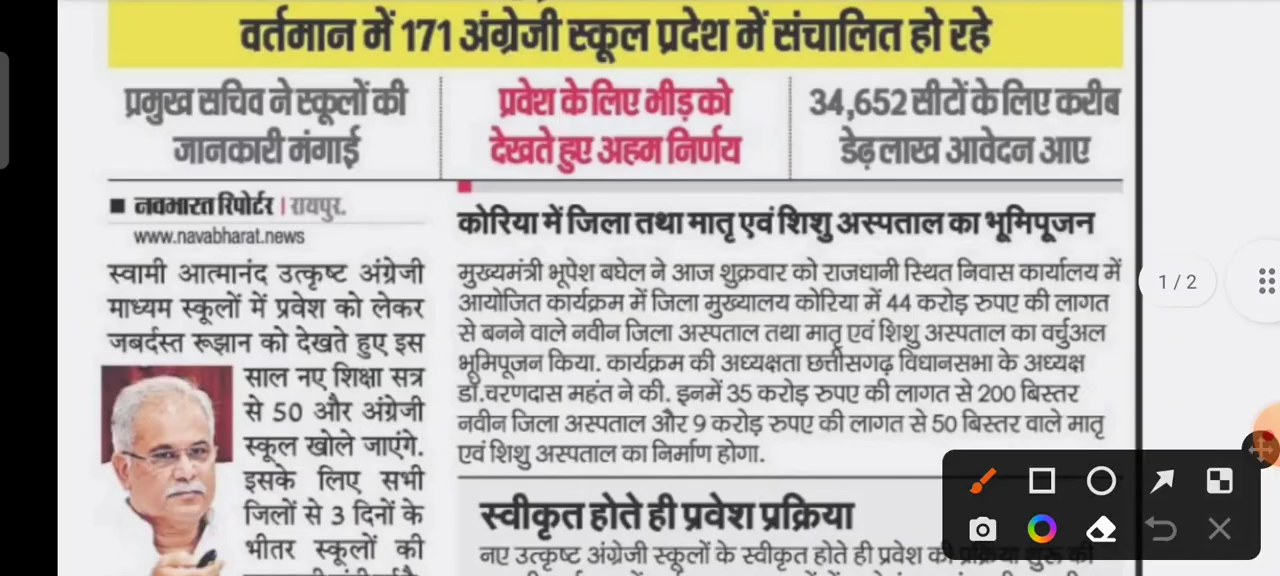 वर्तमान में 171 अंग्रेजी स्कूल प्रदेश में संचालित हो रहे
प्रमुख सचिव ने स्कूलों की
जानकारी मंगाई
प्रवेश के लिए भीड़ को
देखते हुए अहम निर्णय
34,652 सीटों के लिए करीब
डेढ़ लाख आवेदन आए
■ नवभारत रिपोर्टर | रायपुर.
www.navabharat.news
स्वामी आत्मानंद उत्कृष्ट अंग्रेजी
माध्यम स्कूलों में प्रवेश को लेकर
जबर्दस्त रूझान को देखते हुए इस
साल नए शिक्षा सत्र
से 50 और अंग्रेजी
स्कूल खोले जाएंगे.
इसके लिए सभी
जिलों से 3 दिनों के
भीतर स्कूलों की
कोरिया में जिला तथा मातृ एवं शिशु अस्पताल का भूमिपूजन
मुख्यमंत्री भूपेश बघेल ने आज शुक्रवार को राजधानी स्थित निवास कार्यालय में
आयोजित कार्यक्रम में जिला मुख्यालय कोरिया में 44 करोड़ रुपए की लागत
से बनने वाले नवीन जिला अस्पताल तथा मातृ एवं शिशु अस्पताल का वर्चुअल
भूमिपूजन किया. कार्यक्रम की अध्यक्षता छत्तीसगढ़ विधानसभा के अध्यक्ष
डॉ.चरणदास महंत ने की. इनमें 35 करोड़ रुपए की लागत से 200 बिस्तर
नवीन जिला अस्पताल और 9 करोड़ रुपए की लागत से 50 बिस्तर वाले मातृ
एवं शिशु अस्पताल का निर्माण होगा.
स्वीकृत होते ही प्रवेश प्रक्रिया
नए उत्कृष्ट अंग्रेजी स्कूलों के स्वीकृत होते ही प्रवेश की प्रक्रिया शुरू की
1/2